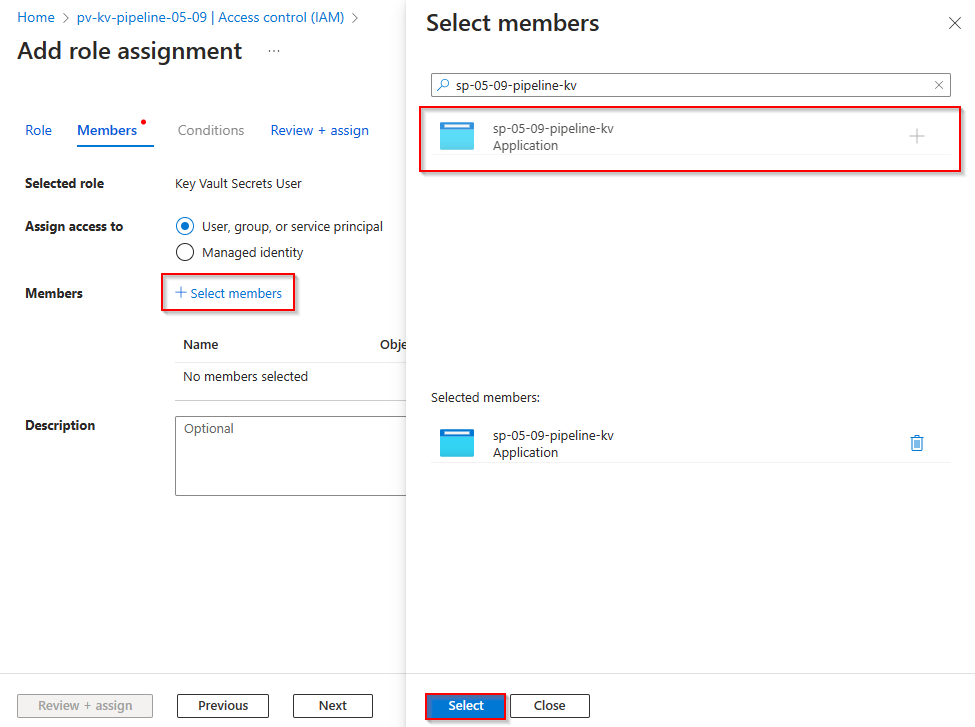 Home > pv-kv-pipeline-05-09 | Access control (IAM) >
Add role assignment ...
Role Members Conditions Review + assign
Selected role Key Vault Secrets User
Assign access to User, group, or service principal
Managed identity
Members + Select members
Name Obje
No members selected
Description Optional
Review + assign Previous Next
Select members
sp-05-09-pipeline-kv
sp-05-09-pipeline-kv
Application
Selected members:
sp-05-09-pipeline-kv
Application
Select Close